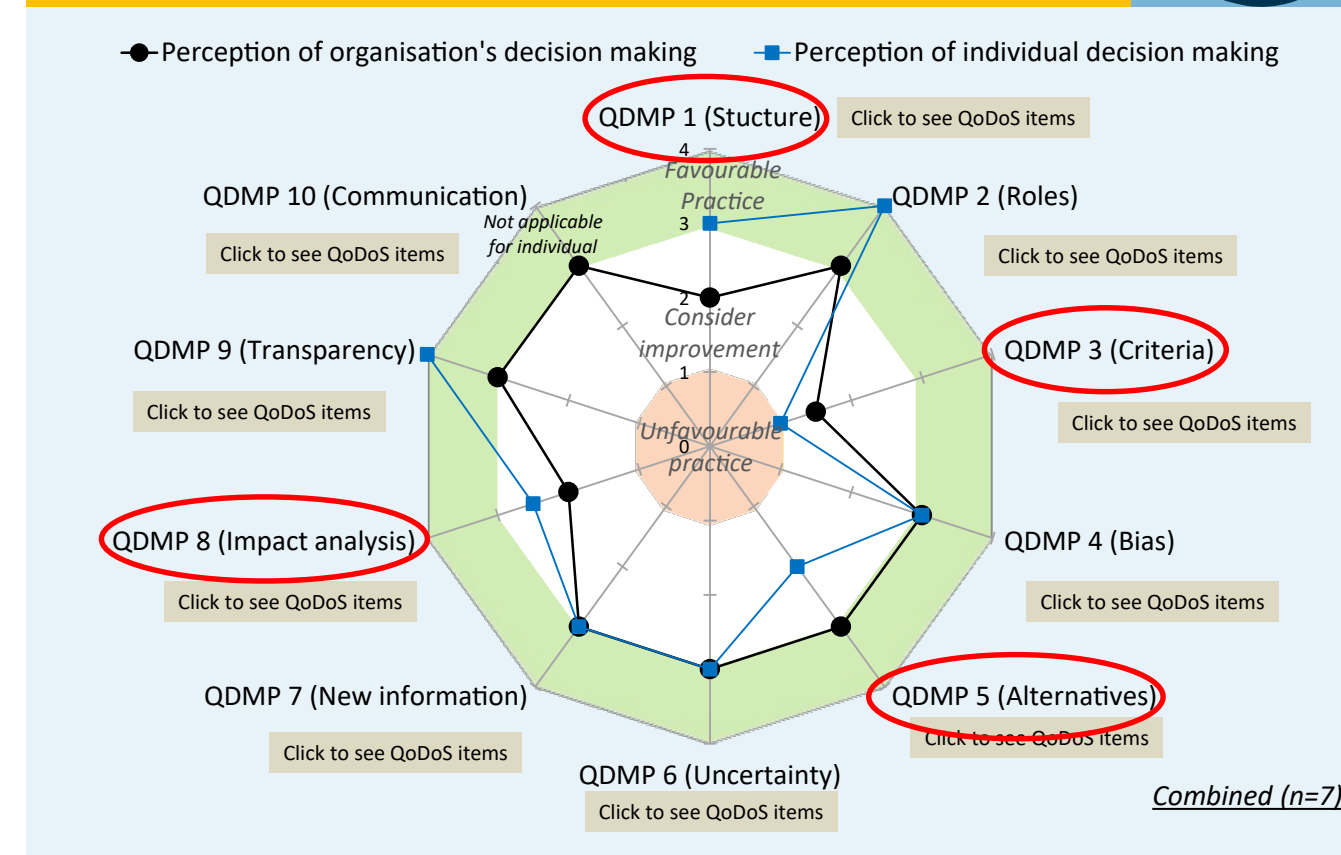 Perception of organisation's decision making
Perception of individual decision making
QDMP 1 (Stucture)
Click to see QoDoS items
4
Favourable
Practice
3
QDMP 10 (Communication)
Not applicable
for individual
Click to see QoDoS items
QDMP 2 (Roles)
Click to see QoDoS items
2
Consider
improvement
1
QDMP 9 (Transparency)
Click to see QoDoS items
QDMP 3 (Criteria)
Click to see QoDoS items
Unfavourable
0
practice
QDMP 8 (Impact analysis)
Click to see QoDoS items
QDMP 4 (Bias)
Click to see QoDoS items
QDMP 7 (New information)
Click to see QoDoS items
QDMP 5 (Alternatives)
Click to see QoDoS items
QDMP 6 (Uncertainty)
Click to see QoDoS items
Combined (n=7)